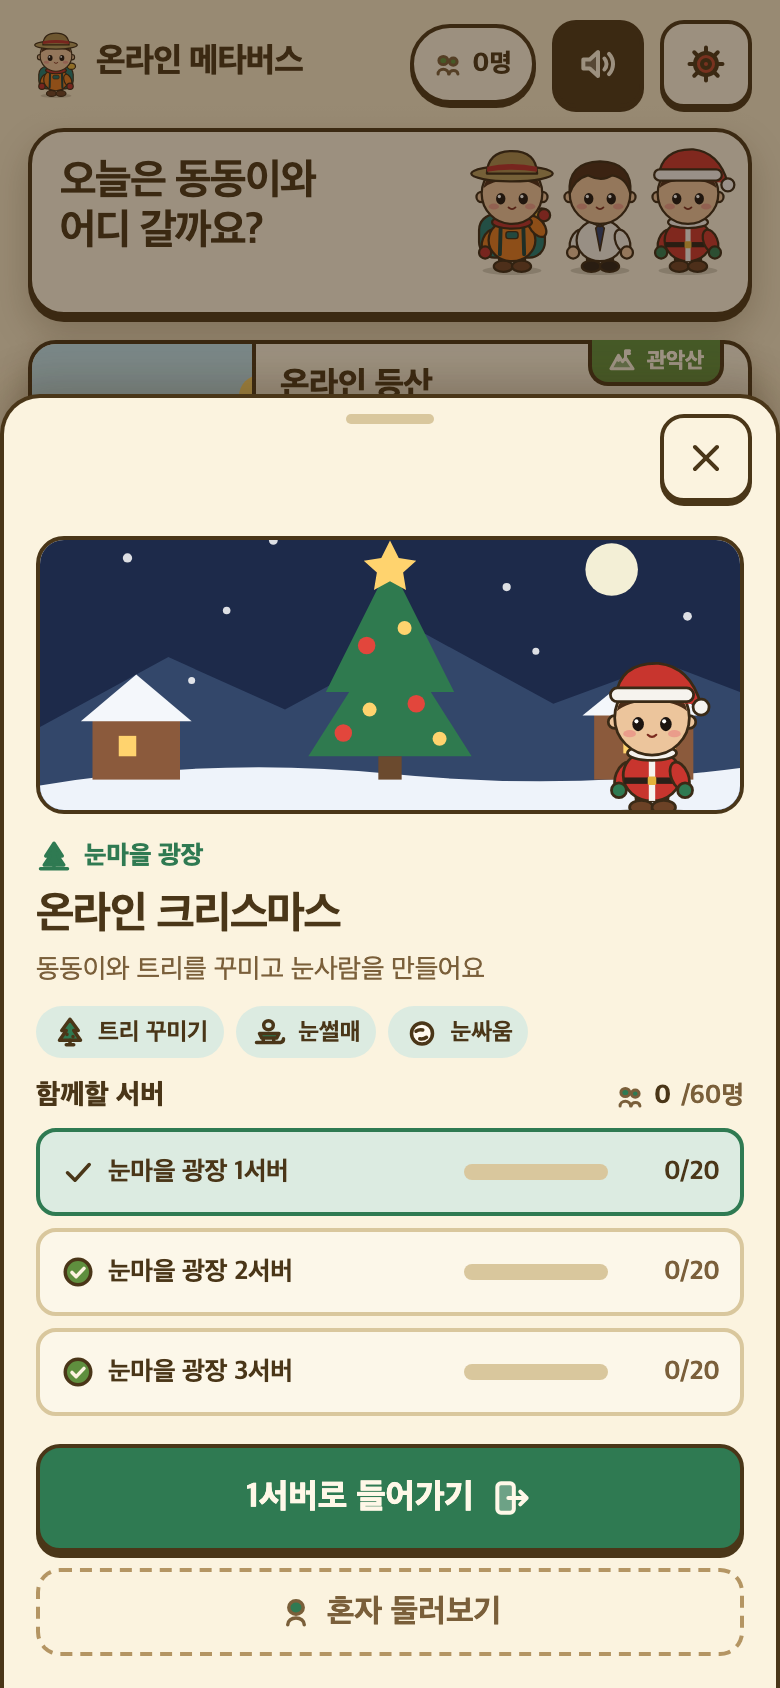 온라인 메타버스
0명
오늘은 동동이와
어디 갈까요?
온라인 등산
관악산
눈마을 광장
온라인 크리스마스
동동이와 트리를 꾸미고 눈사람을 만들어요
트리 꾸미기
눈썰매
눈싸움
함께할 서버
0 /60명
눈마을 광장 1서버
0/20
눈마을 광장 2서버
0/20
눈마을 광장 3서버
0/20
1서버로 들어가기
혼자 둘러보기